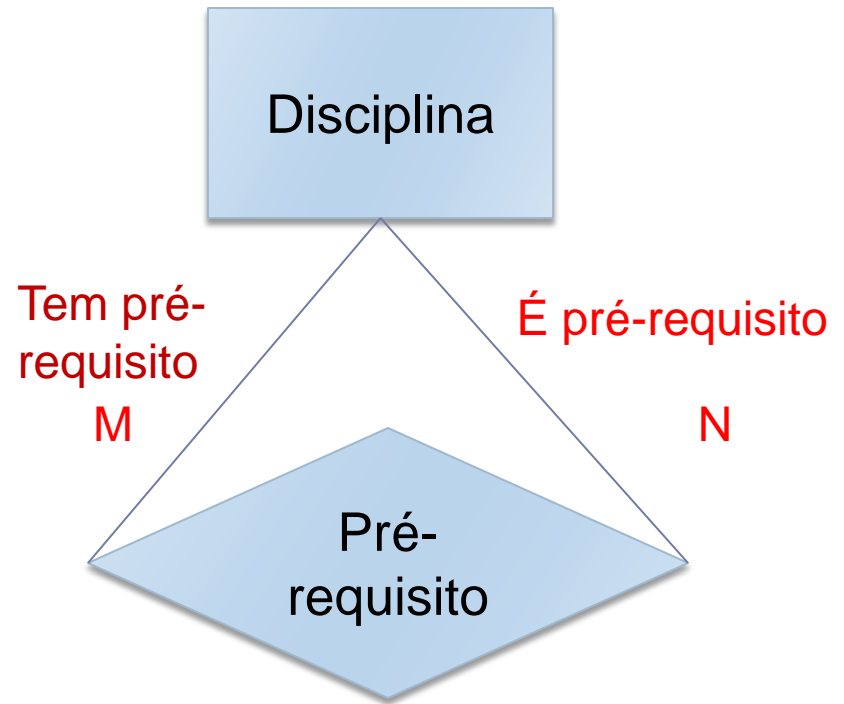 Disciplina
Tem pré-
requisito
M
É pré-requisito
N
Pré-
requisito